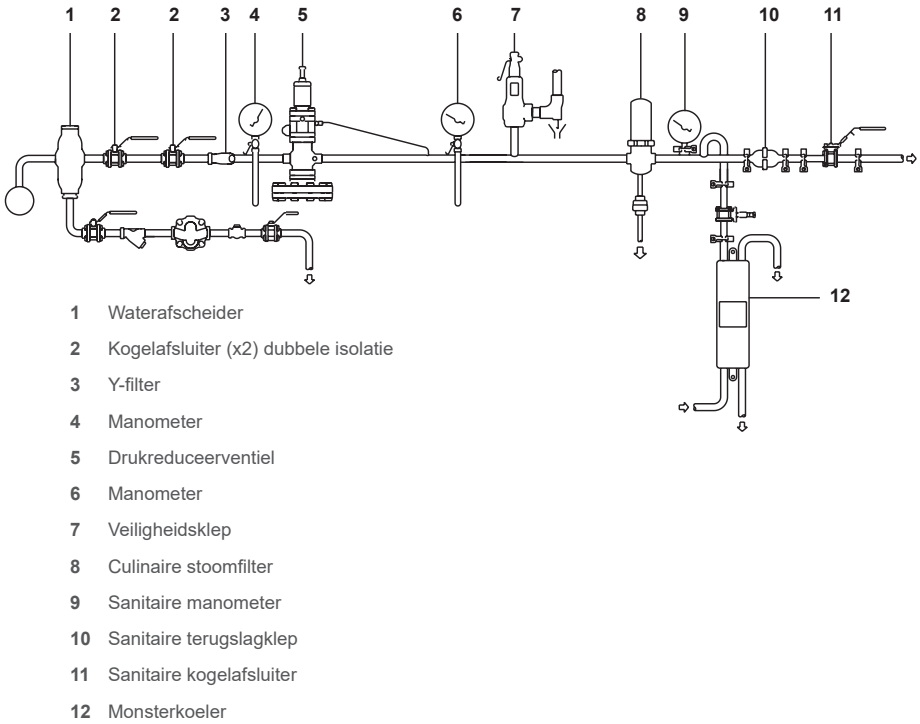 1 2 2 3 4 5 6 7 8 9 10 11
12
1 Waterafscheider
2 Kogelafsluiter (x2) dubbele isolatie
3 Y-filter
4 Manometer
5 Drukreduceerventiel
6 Manometer
7 Veiligheidsklep
8 Culinaire stoomfilter
9 Sanitaire manometer
10 Sanitaire terugslagklep
11 Sanitaire kogelafsluiter
12 Monsterkoeler